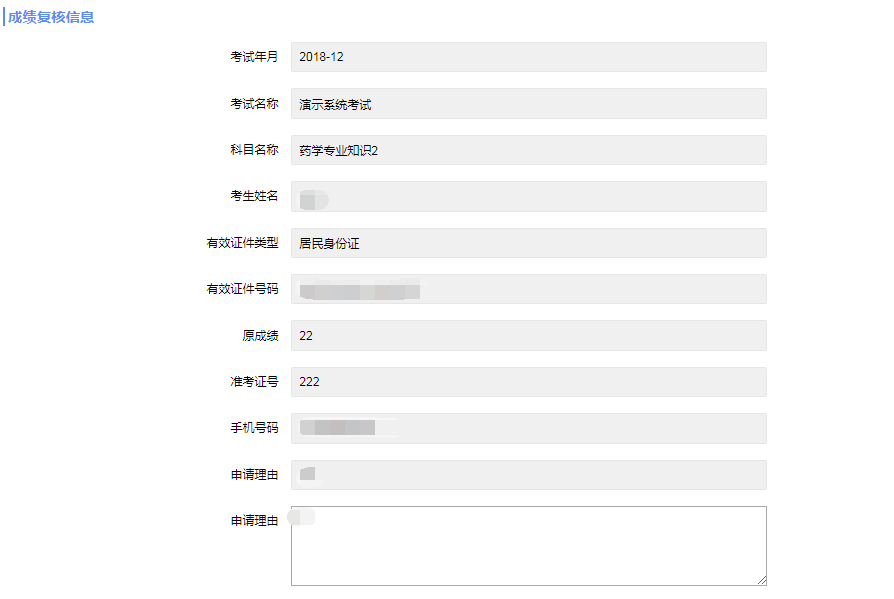 成绩复核信息
考试年月 2018-12
考试名称 演示系统考试
科目名称 药学专业知识2
考生姓名
有效证件类型 居民身份证
有效证件号码
原成绩 22
准考证号 222
手机号码
申请理由
申请理由